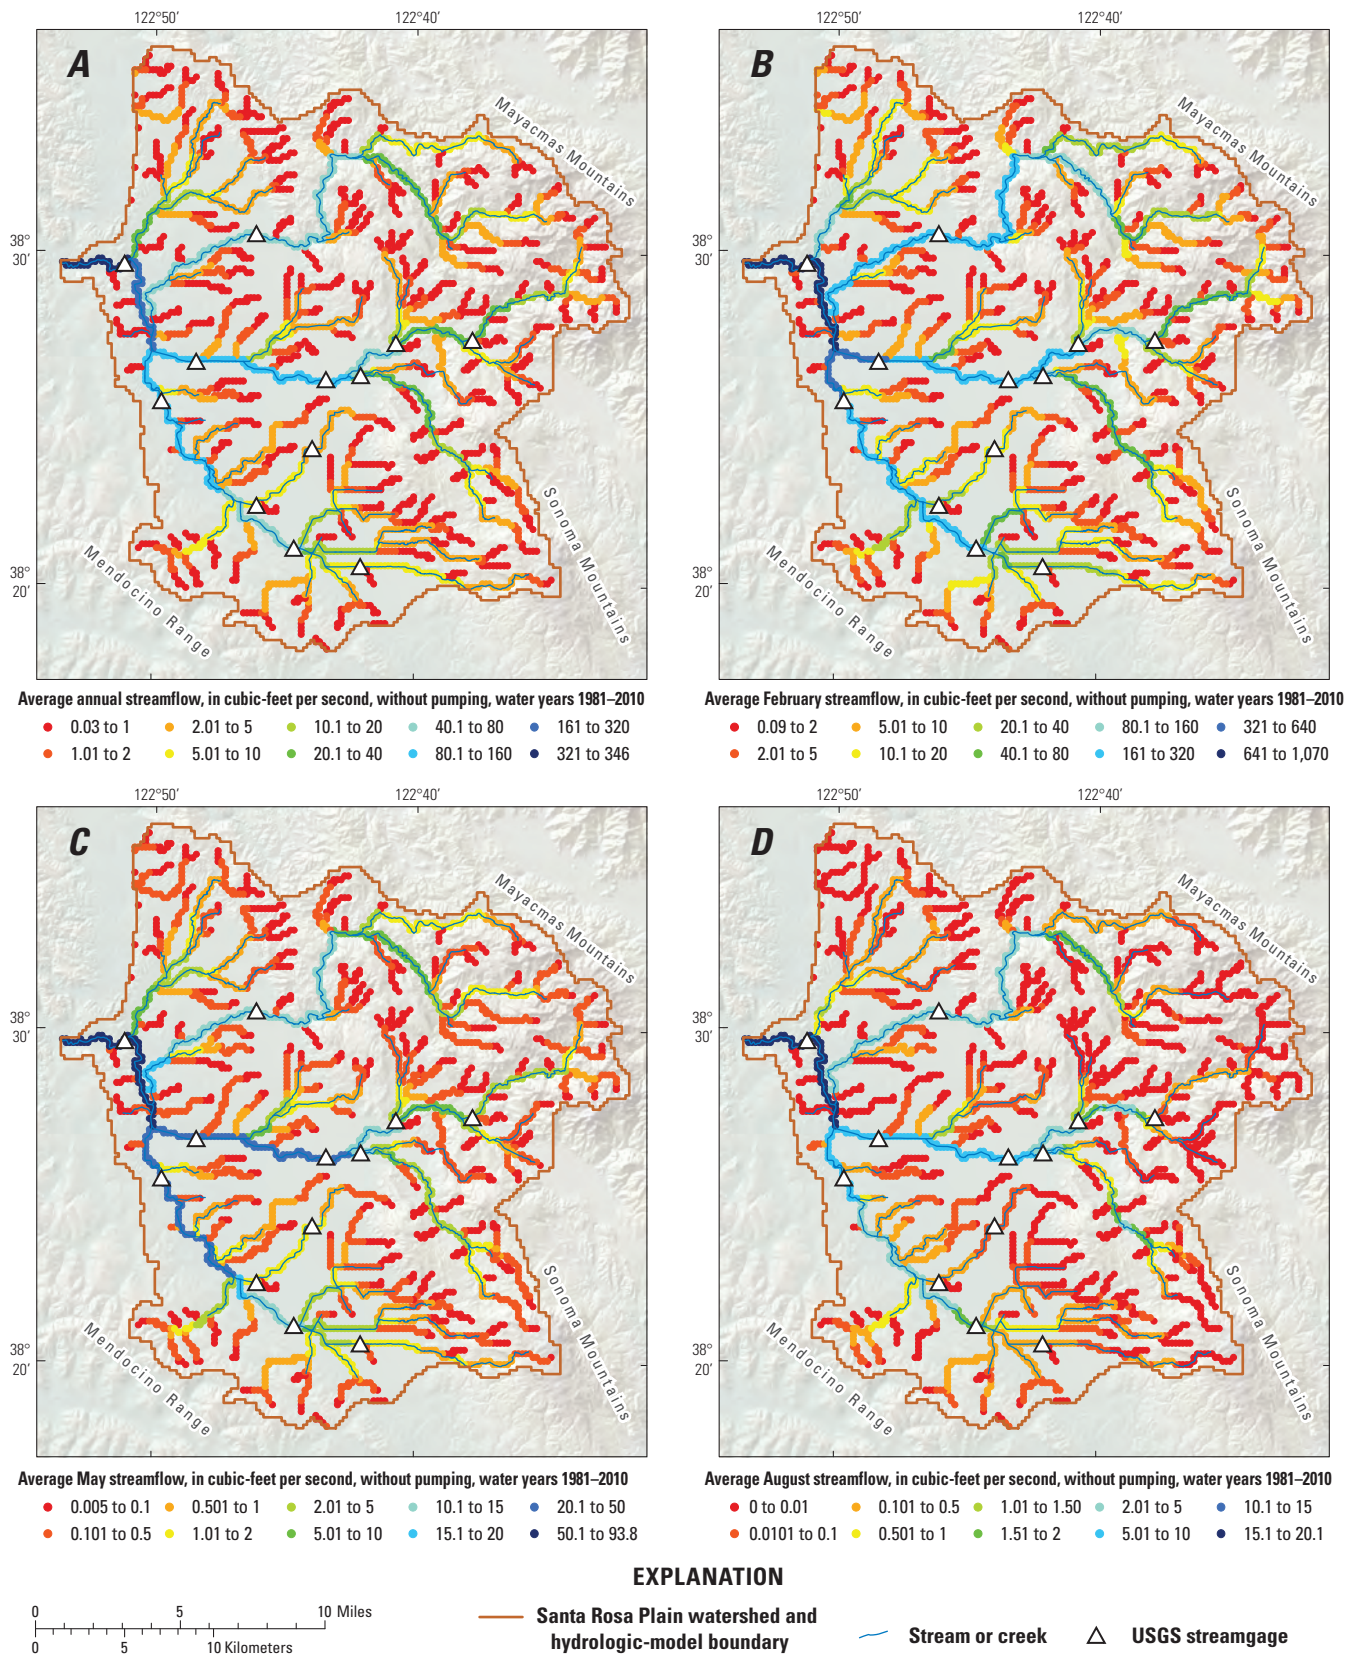 122°50'
122°40'
122°50'
122°40'
A
B
Mayacmas Mountains
Mayacmas Mountains
38°
30'
38°
30'
Sonoma Mountains
Sonoma Mountains
Mendocino Range
Mendocino Range
38°
20'
38°
20'
Average annual streamflow, in cubic-feet per second, without pumping, water years 1981–2010
0.03 to 1
2.01 to 5
10.1 to 20
40.1 to 80
161 to 320
1.01 to 2
5.01 to 10
20.1 to 40
80.1 to 160
321 to 346
Average February streamflow, in cubic-feet per second, without pumping, water years 1981–2010
0.09 to 2
5.01 to 10
20.1 to 40
80.1 to 160
321 to 640
2.01 to 5
10.1 to 20
40.1 to 80
161 to 320
641 to 1,070
122°50'
122°40'
122°50'
122°40'
C
D
Mayacmas Mountains
Mayacmas Mountains
38°
30'
38°
30'
Sonoma Mountains
Sonoma Mountains
Mendocino Range
Mendocino Range
38°
20'
38°
20'
Average May streamflow, in cubic-feet per second, without pumping, water years 1981–2010
0.005 to 0.1
0.501 to 1
2.01 to 5
10.1 to 15
20.1 to 50
0.101 to 0.5
1.01 to 2
5.01 to 10
15.1 to 20
50.1 to 93.8
Average August streamflow, in cubic-feet per second, without pumping, water years 1981–2010
0 to 0.01
0.101 to 0.5
1.01 to 1.50
2.01 to 5
10.1 to 15
0.0101 to 0.1
0.501 to 1
1.51 to 2
5.01 to 10
15.1 to 20.1
EXPLANATION
0 5 10 Miles
0 5 10 Kilometers
Santa Rosa Plain watershed and
hydrologic-model boundary
Stream or creek
USGS streamgage